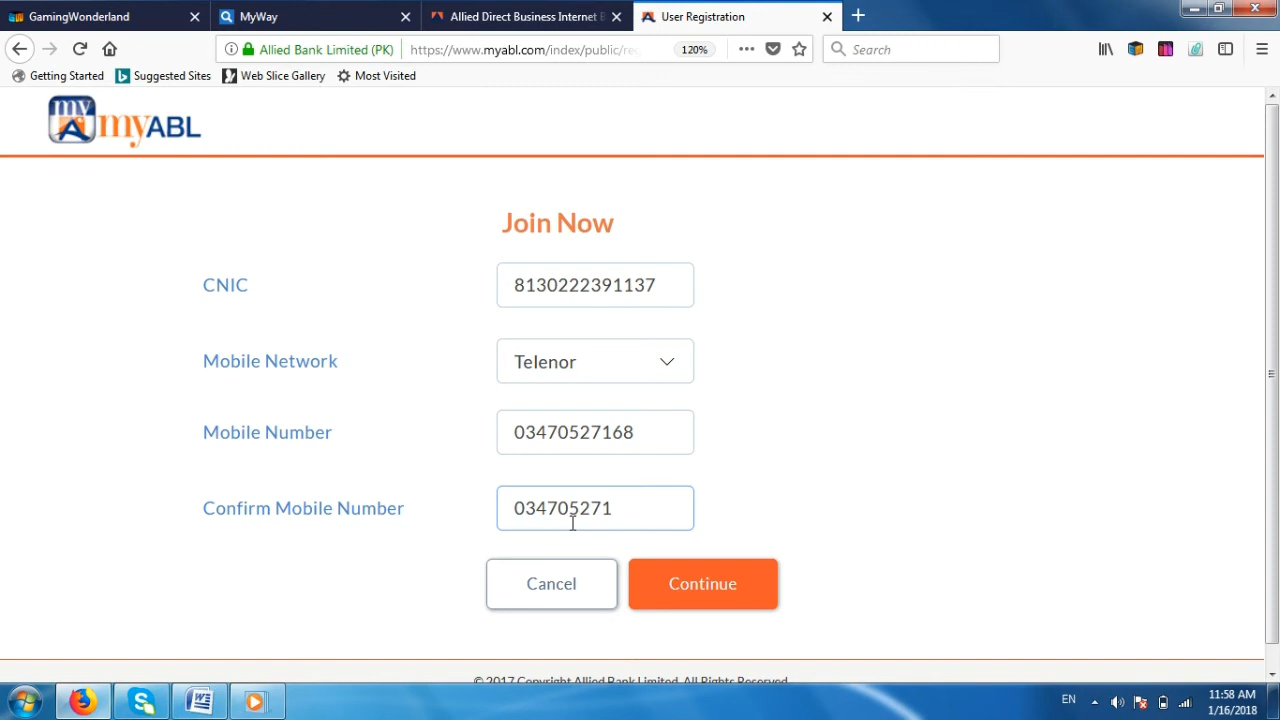 GamingWonderland
MyWay
Allied Direct Business Internet
User Registration
Allied Bank Limited (PK)
https://www.myabl.com/index/public/re
120%
Search
Getting Started
Suggested Sites
Web Slice Gallery
Most Visited
my myABL
Join Now
CNIC
8130222391137
Mobile Network
Telenor
Mobile Number
03470527168
Confirm Mobile Number
034705271
Cancel
Continue
© 2017 Copyright Allied Bank Limited. All Rights Reserved
EN
11:58 AM
1/16/2018